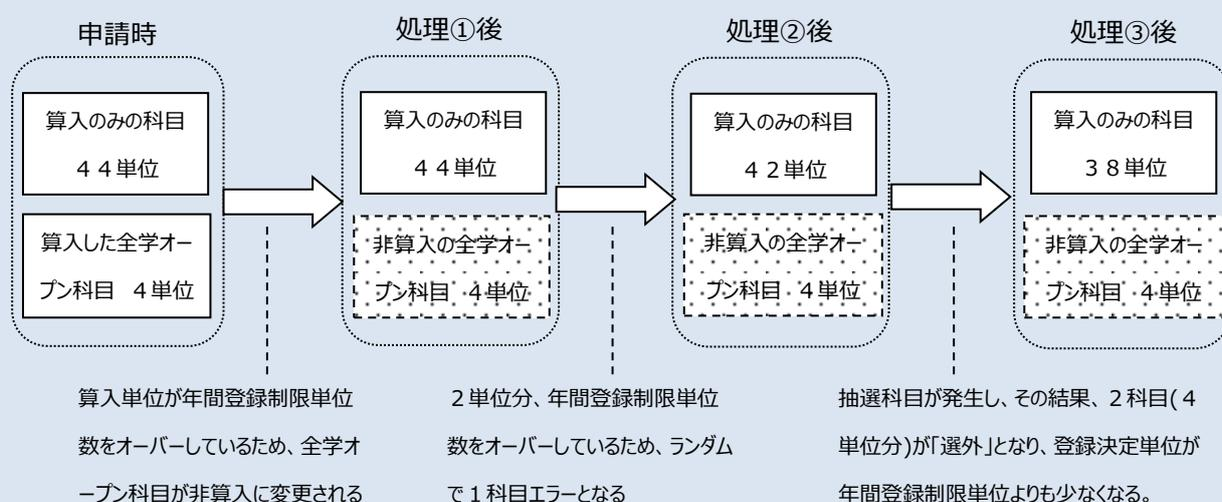 申請時
処理①後
処理②後
処理③後
算入のみの科目
４４単位
算入した全学オー
プン科目　４単位
算入のみの科目
４４単位
非算入の全学オー
プン科目　４単位
算入のみの科目
４２単位
非算入の全学オー
プン科目　４単位
算入のみの科目
３８単位
非算入の全学オー
プン科目　４単位
算入単位が年間登録制限単位
数をオーバーしているため、全学オ
ープン科目が非算入に変更される
２単位分、年間登録制限単位
数をオーバーしているため、ランダム
で１科目エラーとなる
抽選科目が発生し、その結果、２科目(４
単位分)が「選外」となり、登録決定単位が
年間登録制限単位よりも少なくなる。